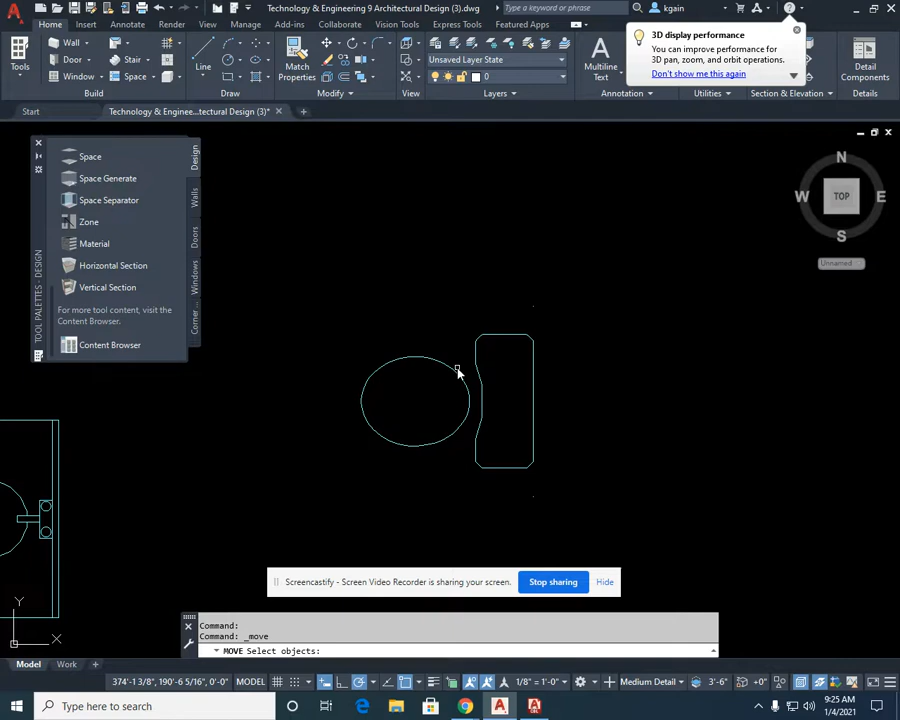 Technology & Engineering 9 Architectural Design (3).dwg
Type a keyword or phrase
kgain
Home Insert Annotate Render View Manage Add-ins Collaborate Vision Tools Express Tools Featured Apps
Tools
Wall
Door
Window
Stair
Space
Build
Line
Draw
Match
Properties
Modify
View
Unsaved Layer State
0
Layers
Multiline
Text
Annotation
Utilities
Section & Elevation
Detail
Components
Details
3D display performance
You can improve performance for
3D pan, zoom, and orbit operations.
Don't show me this again
Start
Technology & Enginee...tectural Design (3)*
Space
Space Generate
Space Separator
Zone
Material
Horizontal Section
Vertical Section
For more tool content, visit the
Content Browser.
Content Browser
Design
Walls
Doors
Windows
Corner ...
TOOL PALETTES - DESIGN
N
W TOP E
S
Unnamed
Y
X
Screencastify - Screen Video Recorder is sharing your screen. Stop sharing Hide
Command:
Command: _move
MOVE Select objects:
Model Work
374'-1 3/8", 190'-6 5/16", 0'-0" MODEL 1/8" = 1'-0" Medium Detail 3'-6" +0"
Type here to search
9:25 AM
1/4/2021